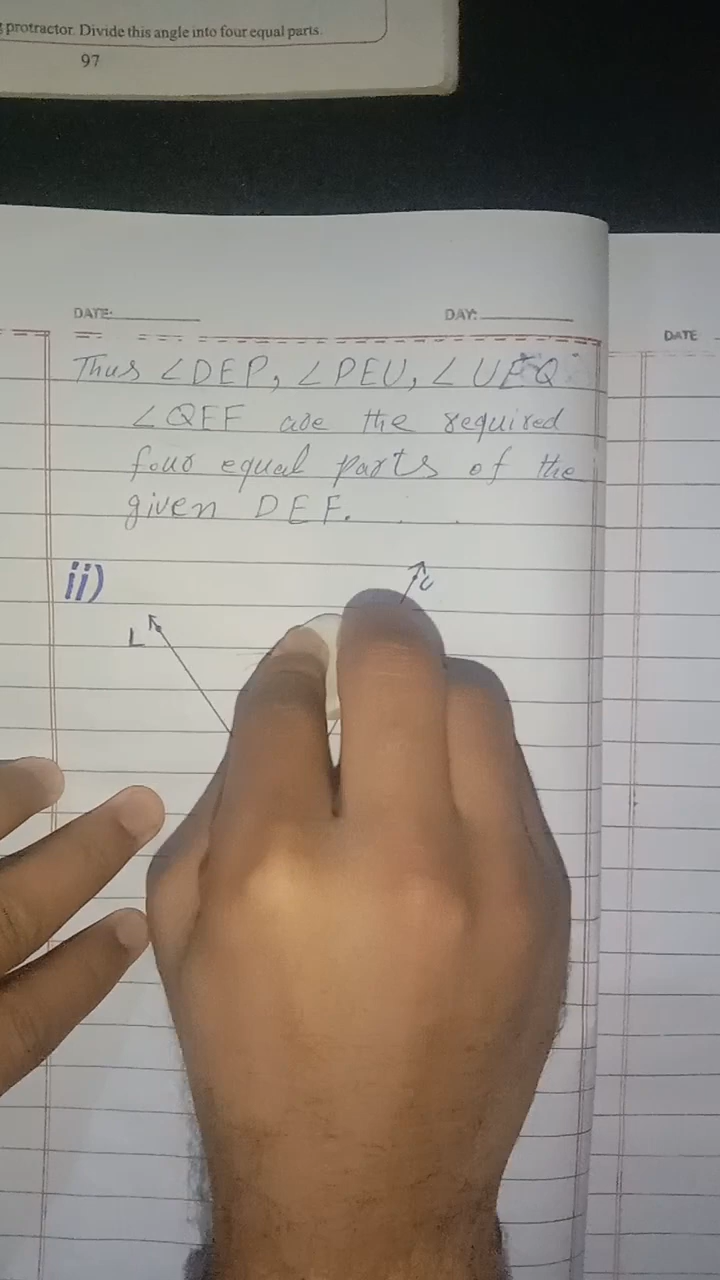 protractor. Divide this angle into four equal parts.
97
DATE: DAY:
DATE
Thus ∠DEP, ∠PEU, ∠UEQ
∠QEF are the required
four equal parts of the
given DEF.
ii)
L